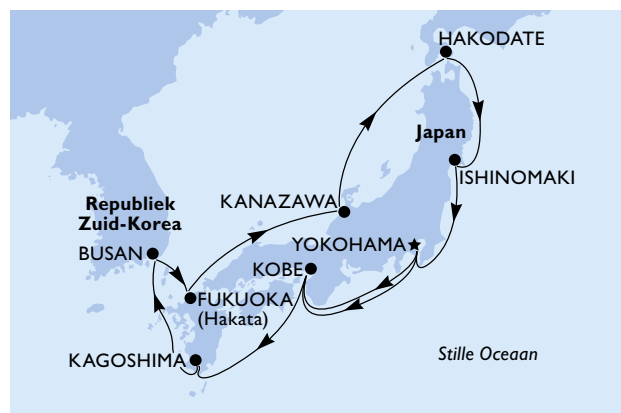 HAKODATE
Japan
ISHINOMAKI
KANAZAWA
Republiek
Zuid-Korea
BUSAN
YOKOHAMA
KOBE
FUKUOKA
(Hakata)
KAGOSHIMA
Stille Oceaan